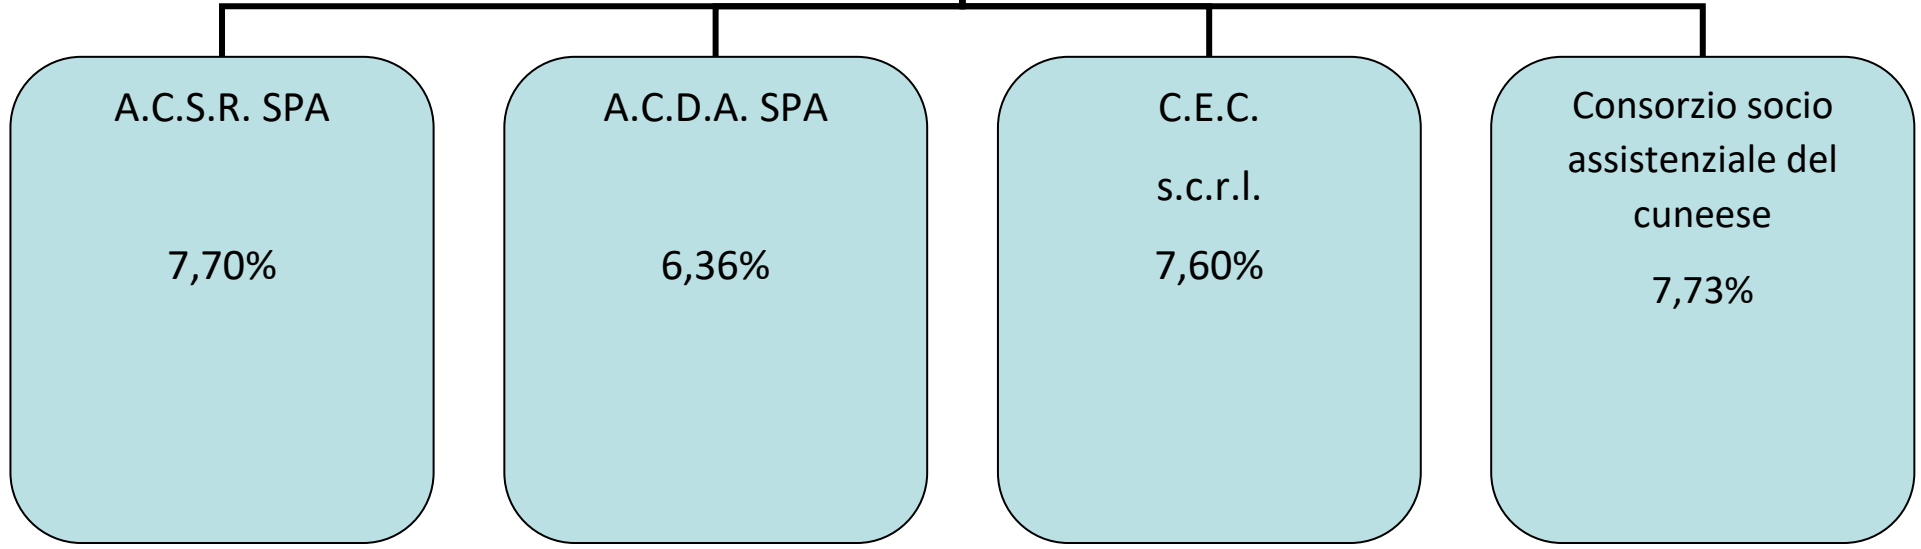 A.C.S.R. SPA
7,70%
A.C.D.A. SPA
6,36%
C.E.C.
s.c.r.l.
7,60%
Consorzio socio
assistenziale del
cuneese
7,73%